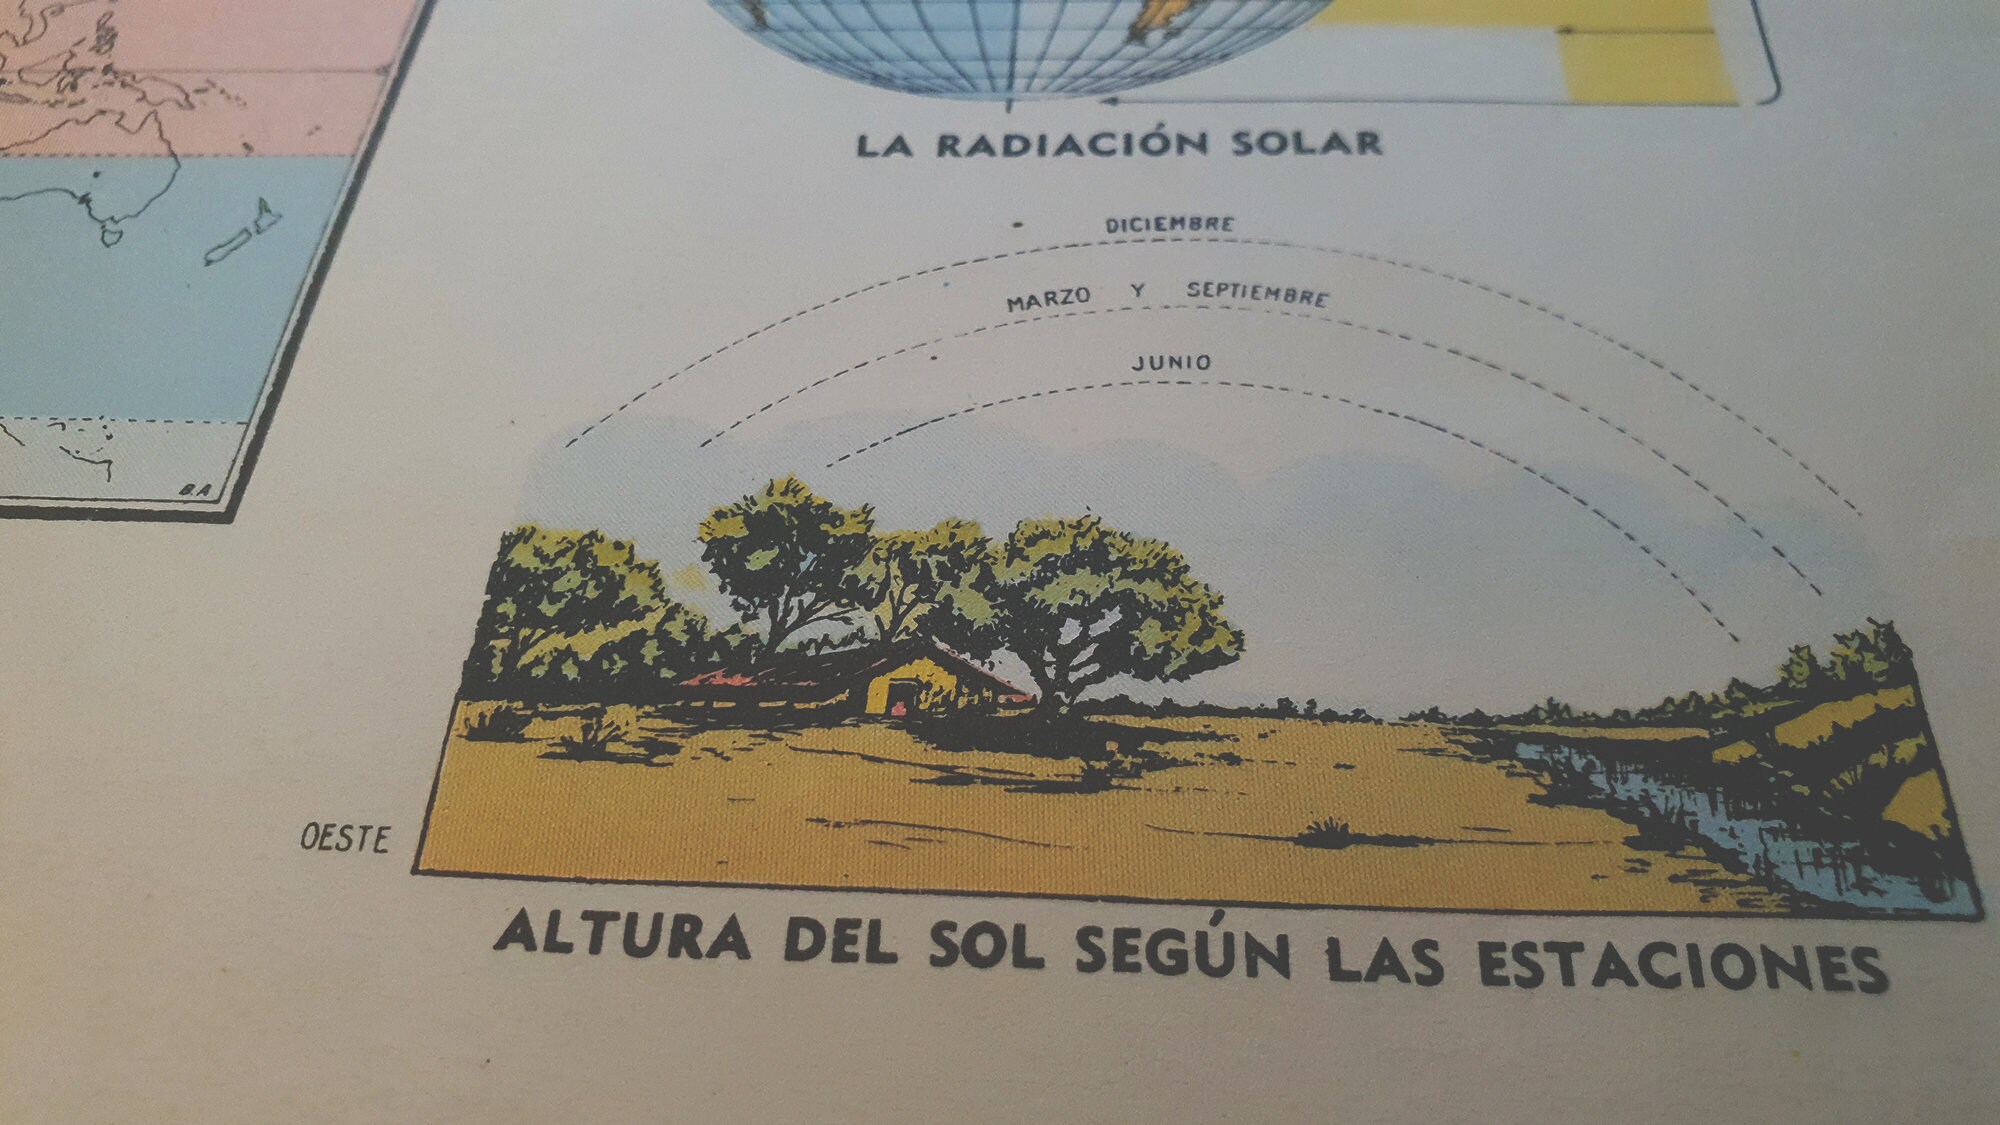 LA RADIACIÓN SOLAR
DICIEMBRE
MARZO Y SEPTIEMBRE
JUNIO
B.A
OESTE
ALTURA DEL SOL SEGÚN LAS ESTACIONES